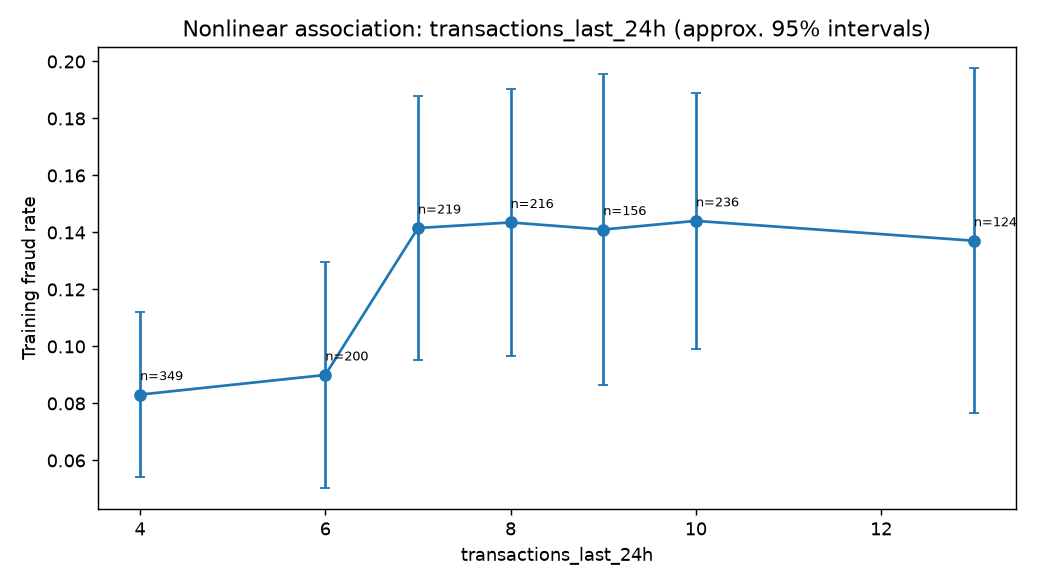 Nonlinear association: transactions_last_24h (approx. 95% intervals)
Training fraud rate
0.20
0.18
0.16
0.14
0.12
0.10
0.08
0.06
n=349
n=200
n=219
n=216
n=156
n=236
n=124
4
6
8
10
12
transactions_last_24h